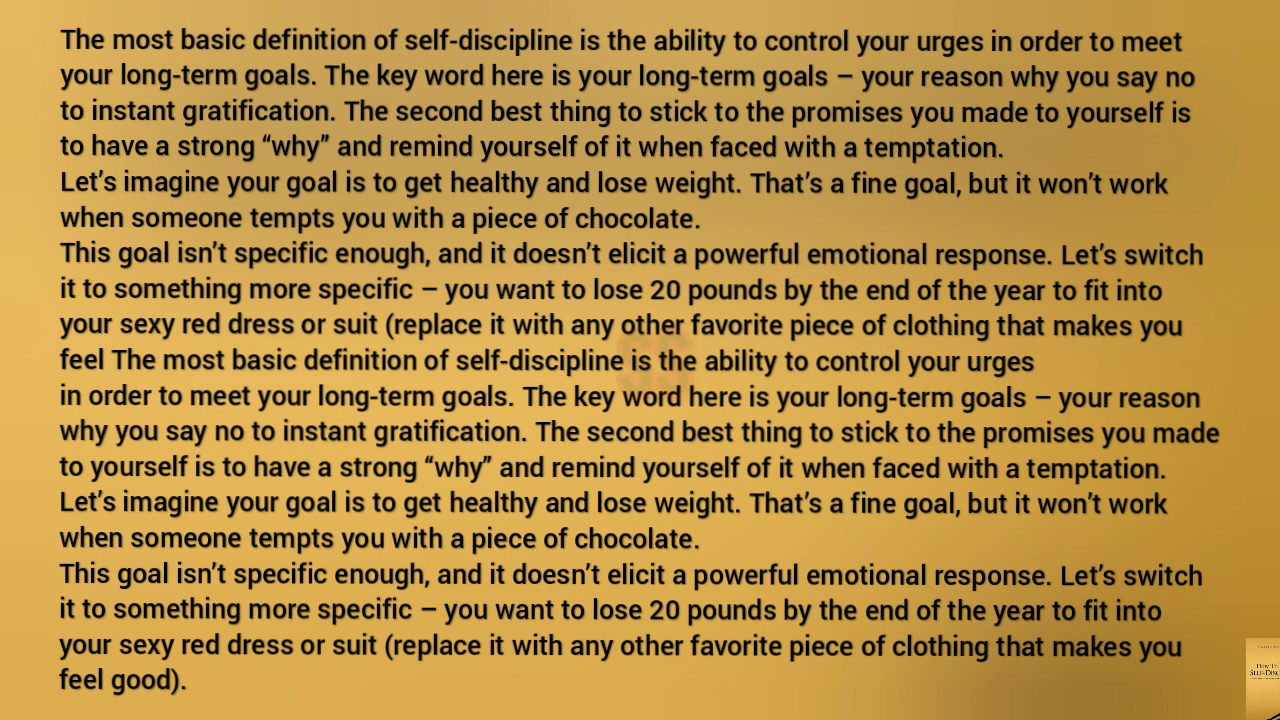 The most basic definition of self-discipline is the ability to control your urges in order to meet
your long-term goals. The key word here is your long-term goals – your reason why you say no
to instant gratification. The second best thing to stick to the promises you made to yourself is
to have a strong “why” and remind yourself of it when faced with a temptation.
Let’s imagine your goal is to get healthy and lose weight. That’s a fine goal, but it won’t work
when someone tempts you with a piece of chocolate.
This goal isn’t specific enough, and it doesn’t elicit a powerful emotional response. Let’s switch
it to something more specific – you want to lose 20 pounds by the end of the year to fit into
your sexy red dress or suit (replace it with any other favorite piece of clothing that makes you
feel The most basic definition of self-discipline is the ability to control your urges
in order to meet your long-term goals. The key word here is your long-term goals – your reason
why you say no to instant gratification. The second best thing to stick to the promises you made
to yourself is to have a strong “why” and remind yourself of it when faced with a temptation.
Let’s imagine your goal is to get healthy and lose weight. That’s a fine goal, but it won’t work
when someone tempts you with a piece of chocolate.
This goal isn’t specific enough, and it doesn’t elicit a powerful emotional response. Let’s switch
it to something more specific – you want to lose 20 pounds by the end of the year to fit into
your sexy red dress or suit (replace it with any other favorite piece of clothing that makes you
feel good).
How To